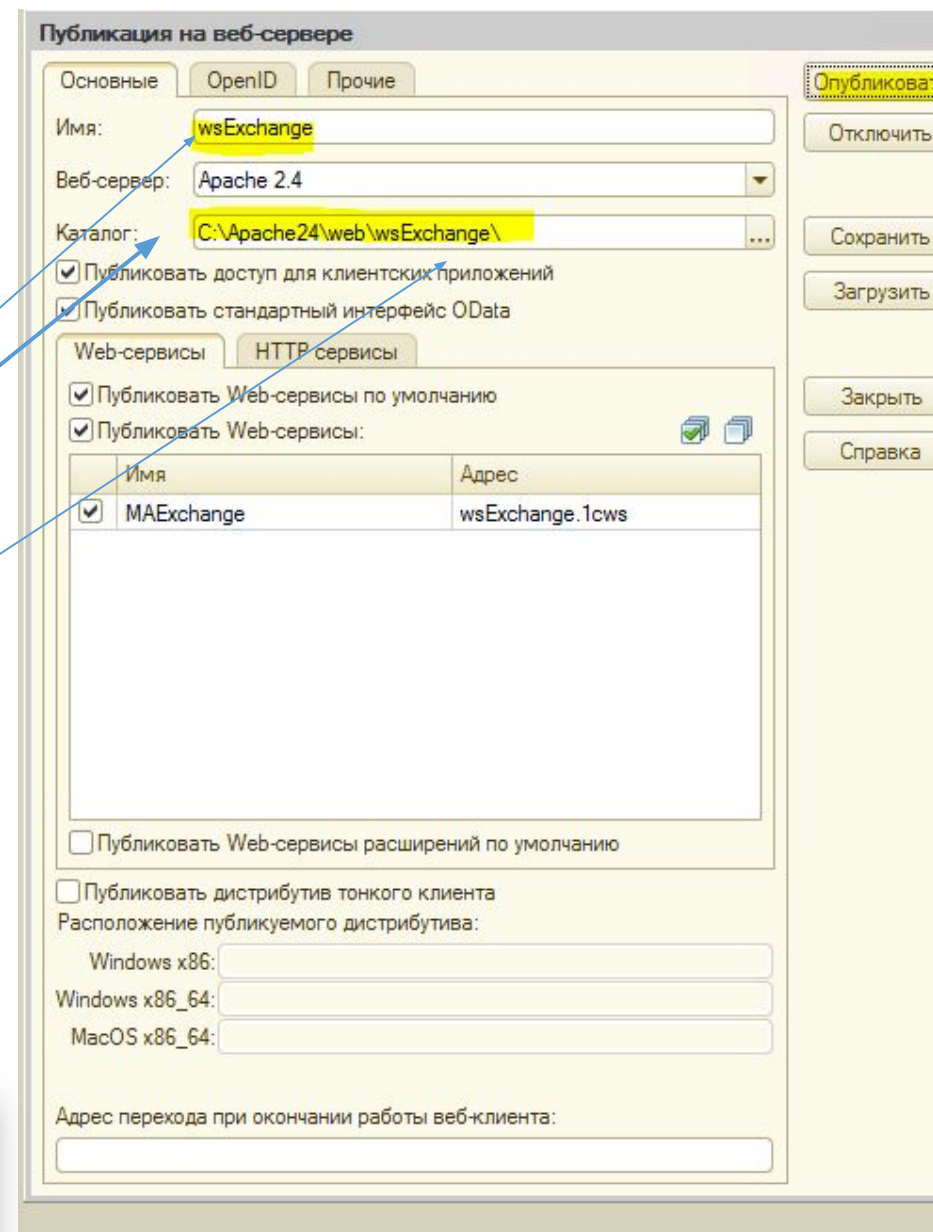 Публикация на веб-сервере
Основные OpenID Прочие
Опубликоват
Имя: wsExchange
Отключить
Веб-сервер: Apache 2.4
Каталог: C:\Apache24\web\wsExchange\ ...
Сохранить
Публиковать доступ для клиентских приложений
Загрузить
Публиковать стандартный интерфейс OData
Web-сервисы HTTP сервисы
Публиковать Web-сервисы по умолчанию
Закрыть
Публиковать Web-сервисы:
Справка
Имя Адрес
MAExchange wsExchange.1cws
Публиковать Web-сервисы расширений по умолчанию
Публиковать дистрибутив тонкого клиента
Расположение публикуемого дистрибутива:
Windows x86:
Windows x86_64:
MacOS x86_64:
Адрес перехода при окончании работы веб-клиента: